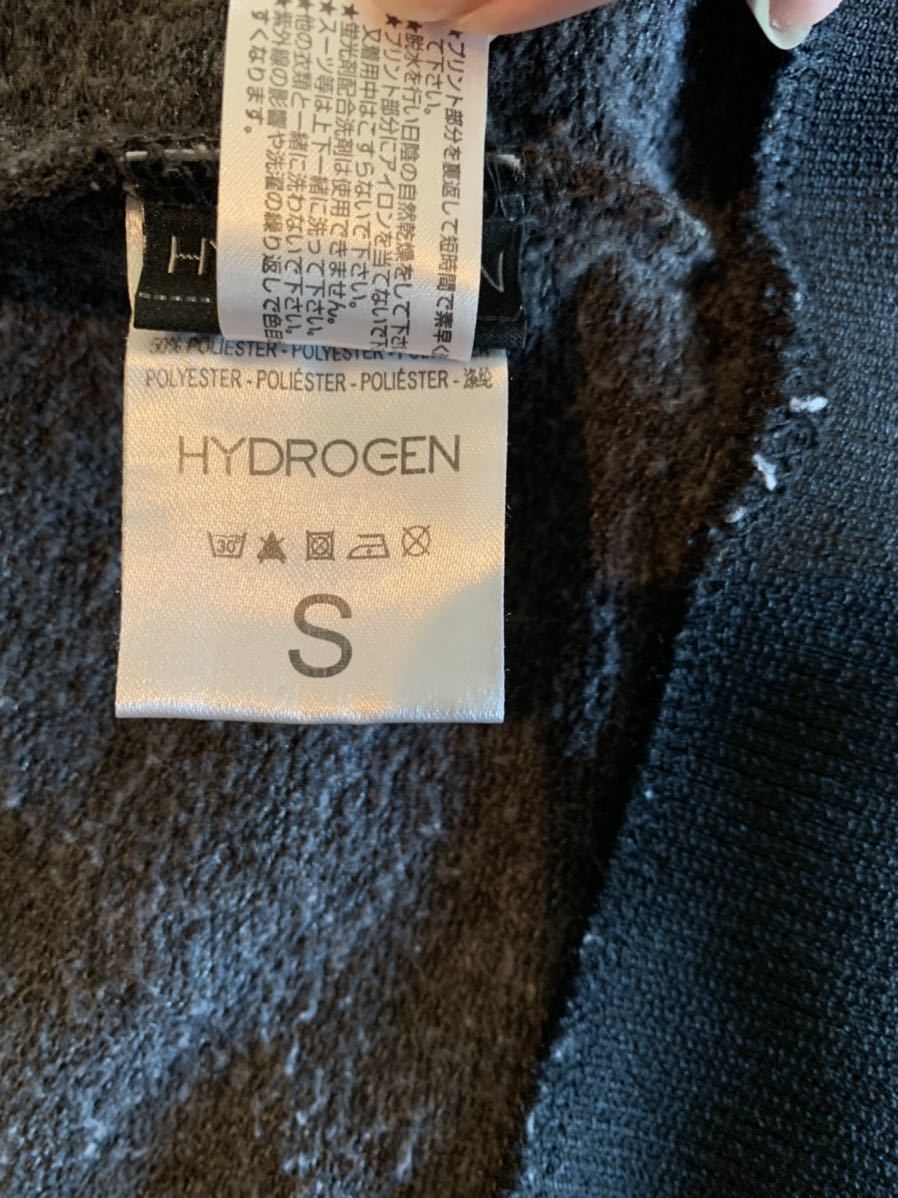 ★プリント部分を裏返して短時間で素早く
て下さい。
★脱水を行い日陰の自然乾燥をして下さ
★プリント部分にアイロンを当てないで下
又着用中はこすらないで下さい。
★蛍光剤配合洗剤は使用できません。
★スーツ等は上下一緒に洗って下さい。
★他の衣類と一緒に洗わないで下さい。
★紫外線の影響や洗濯の繰り返しで色目
すくなります。
HY
50% POLIESTER - POLYESTER -
POLYESTER - POLIÉSTER - POLIÉSTER - 涤纶
HYDROGEN
30°
S